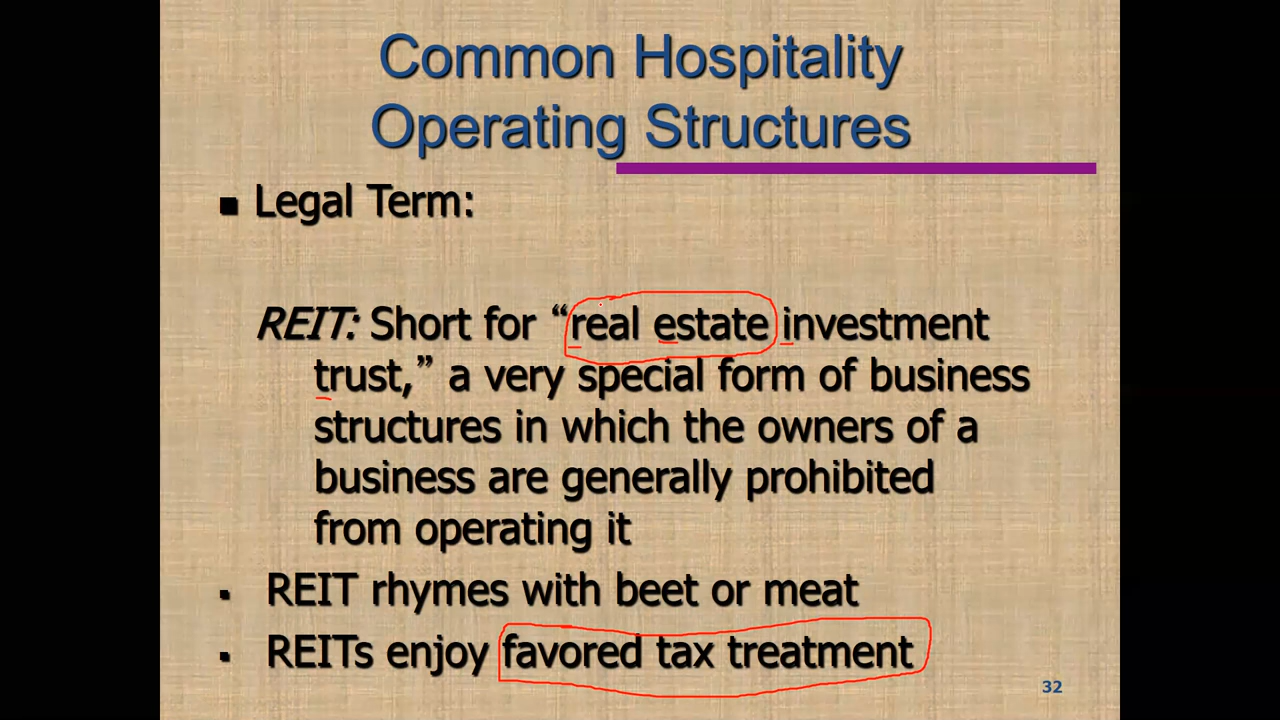 Common Hospitality
Operating Structures
■ Legal Term:
REIT: Short for “real estate investment
trust,” a very special form of business
structures in which the owners of a
business are generally prohibited
from operating it
▪ REIT rhymes with beet or meat
▪ REITs enjoy favored tax treatment
32